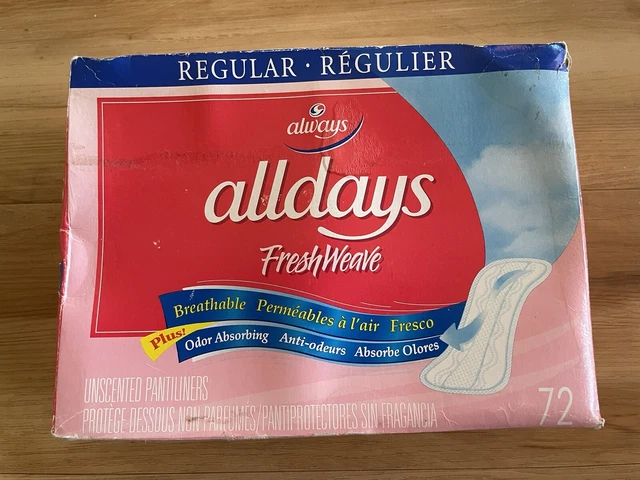 REGULAR · RÉGULIER
always
alldays
FreshWeave
Breathable Perméables à l'air Fresco
Plus! Odor Absorbing Anti-odeurs Absorbe Olores
UNSCENTED PANTILINERS
PROTÈGE DESSOUS NON PARFUMÉS/PANTIPROTECTORES SIN FRAGANCIA
72